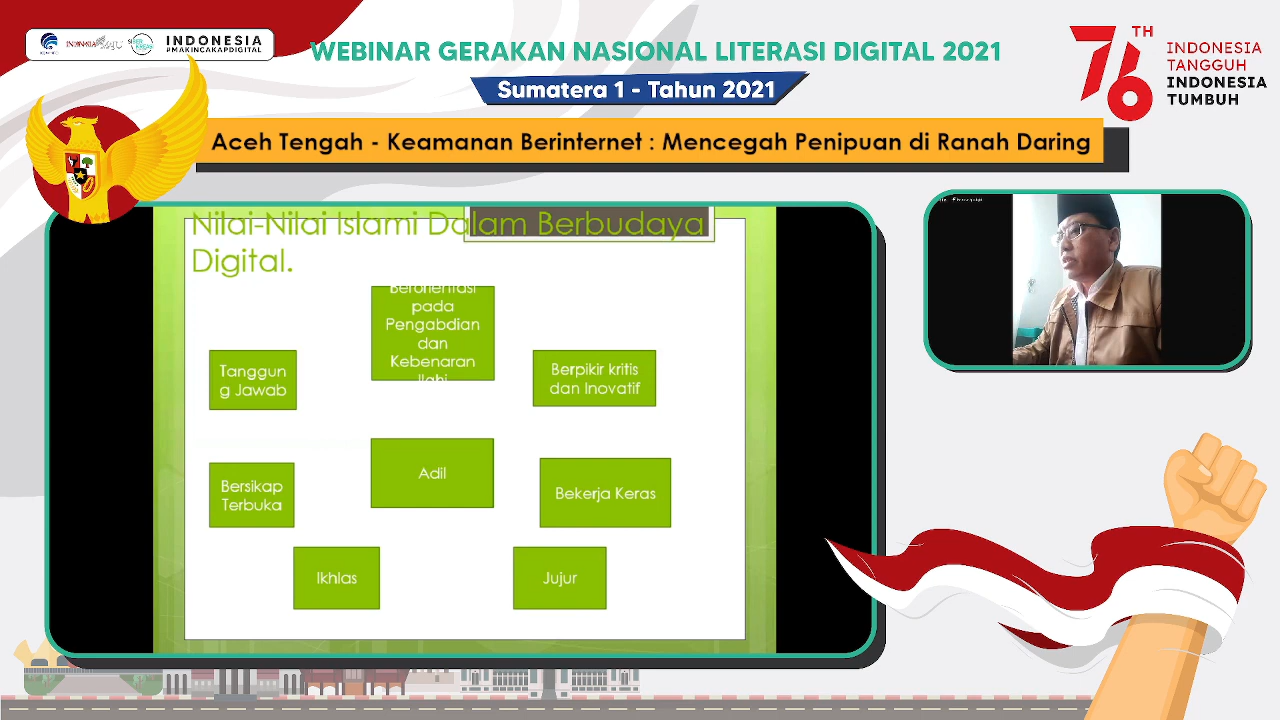 INDONESIA
#MAKINCAKAPDIGITAL
WEBINAR GERAKAN NASIONAL LITERASI DIGITAL 2021
Sumatera 1 - Tahun 2021
76 TH
INDONESIA
TANGGUH
INDONESIA
TUMBUH
Aceh Tengah - Keamanan Berinternet : Mencegah Penipuan di Ranah Daring
Nilai-Nilai Islami Dalam Berbudaya
Digital.
Berorientasi
pada
Pengabdian
dan
Kebenaran
Ilahi
Tanggun
g Jawab
Berpikir kritis
dan Inovatif
Bersikap
Terbuka
Adil
Bekerja Keras
Ikhlas
Jujur